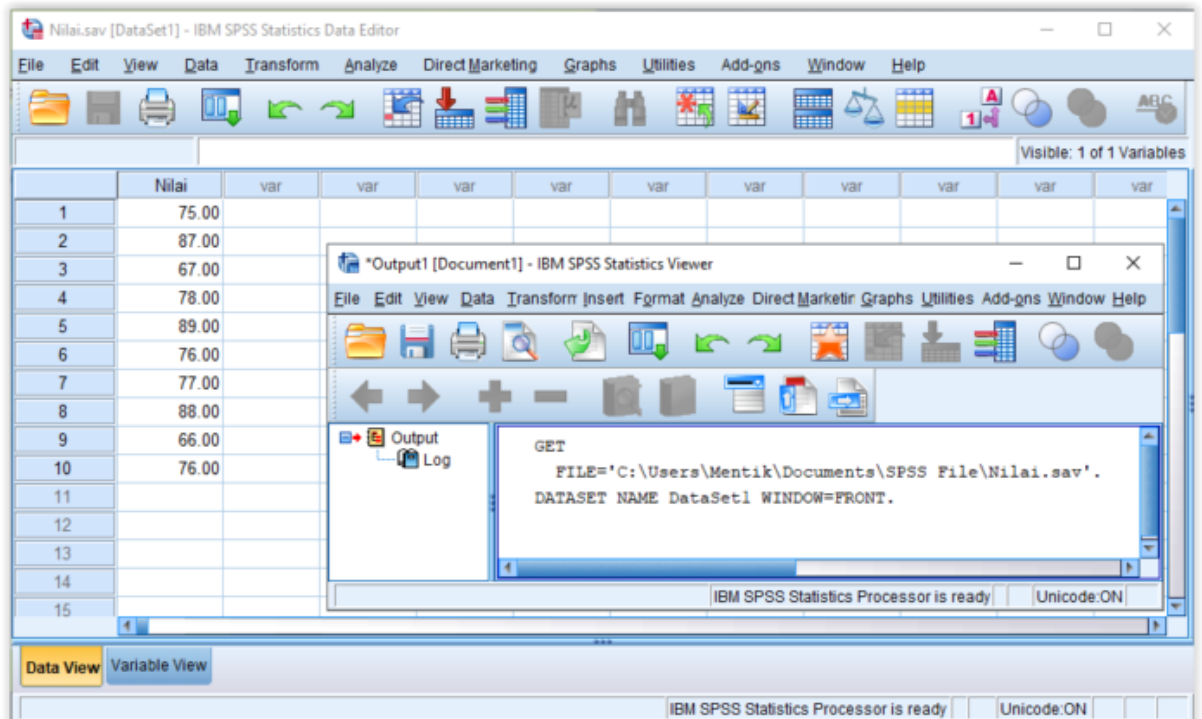 Nilai.sav [DataSet1] - IBM SPSS Statistics Data Editor
File Edit View Data Transform Analyze Direct Marketing Graphs Utilities Add-ons Window Help
Visible: 1 of 1 Variables
Nilai var var var var var var var var var var
1 75.00
2 87.00
3 67.00
4 78.00
5 89.00
6 76.00
7 77.00
8 88.00
9 66.00
10 76.00
11
12
13
14
15
*Output1 [Document1] - IBM SPSS Statistics Viewer
File Edit View Data Transform Insert Format Analyze Direct Marketin Graphs Utilities Add-ons Window Help
Output
Log
GET
FILE='C:\Users\Mentik\Documents\SPSS File\Nilai.sav'.
DATASET NAME DataSet1 WINDOW=FRONT.
IBM SPSS Statistics Processor is ready Unicode:ON
Data View Variable View
IBM SPSS Statistics Processor is ready Unicode:ON